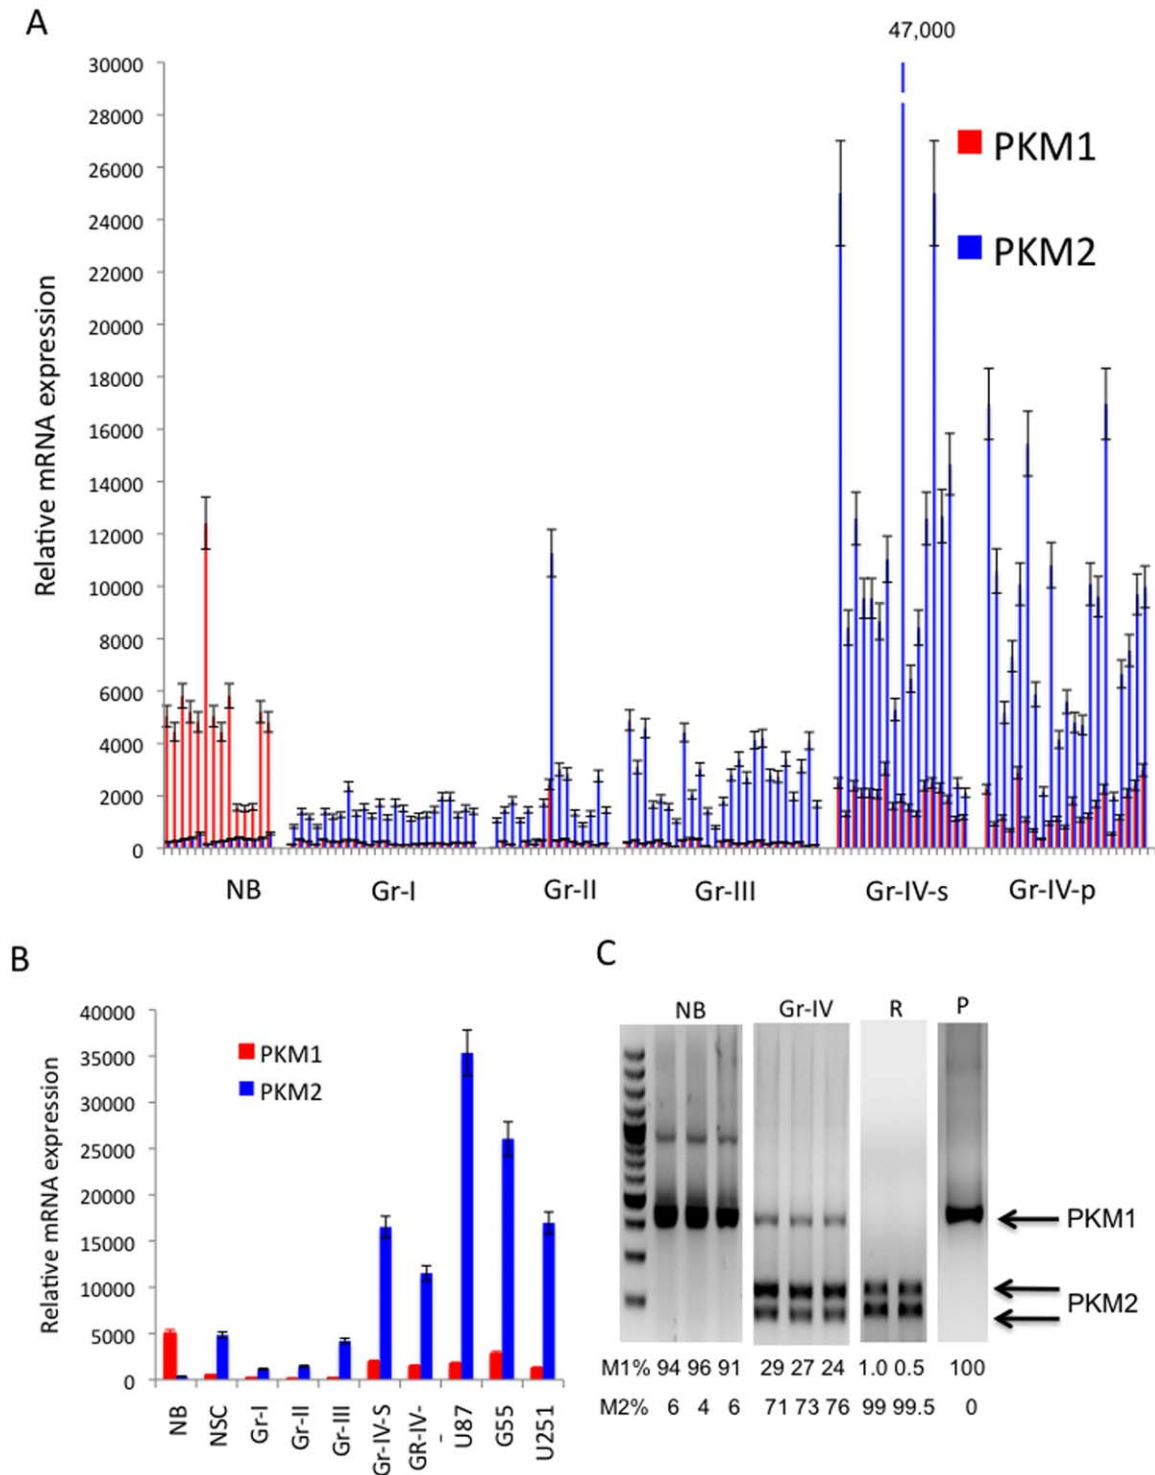 A
47,000
30000
28000
26000
24000
22000
20000
18000
16000
14000
12000
10000
8000
6000
4000
2000
0
Relative mRNA expression
PKM1
PKM2
NB Gr-I Gr-II Gr-III Gr-IV-s Gr-IV-p
B
40000
35000
30000
25000
20000
15000
10000
5000
0
Relative mRNA expression
PKM1
PKM2
NB
NSC
Gr-I
Gr-II
Gr-III
Gr-IV-S
GR-IV-
U87
G55
U251
C
NB Gr-IV R P
PKM1
PKM2
M1% 94 96 91 29 27 24 1.0 0.5 100
M2% 6 4 6 71 73 76 99 99.5 0